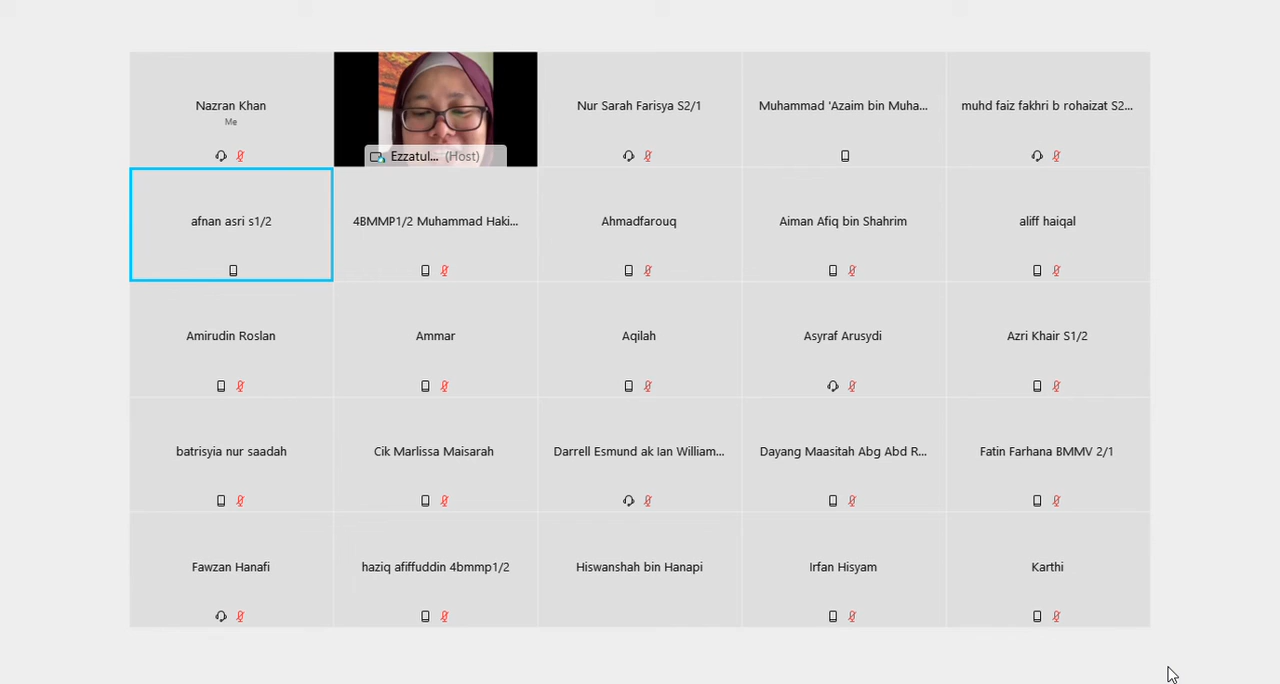 Nazran Khan
Me
Ezzatul... (Host)
Nur Sarah Farisya S2/1
Muhammad 'Azaim bin Muha...
muhd faiz fakhri b rohaizat S2...
afnan asri s1/2
4BMMP1/2 Muhammad Haki...
Ahmadfarouq
Aiman Afiq bin Shahrim
aliff haiqal
Amirudin Roslan
Ammar
Aqilah
Asyraf Arusydi
Azri Khair S1/2
batrisyia nur saadah
Cik Marlissa Maisarah
Darrell Esmund ak Ian William...
Dayang Maasitah Abg Abd R...
Fatin Farhana BMMV 2/1
Fawzan Hanafi
haziq afiffuddin 4bmmp1/2
Hiswanshah bin Hanapi
Irfan Hisyam
Karthi